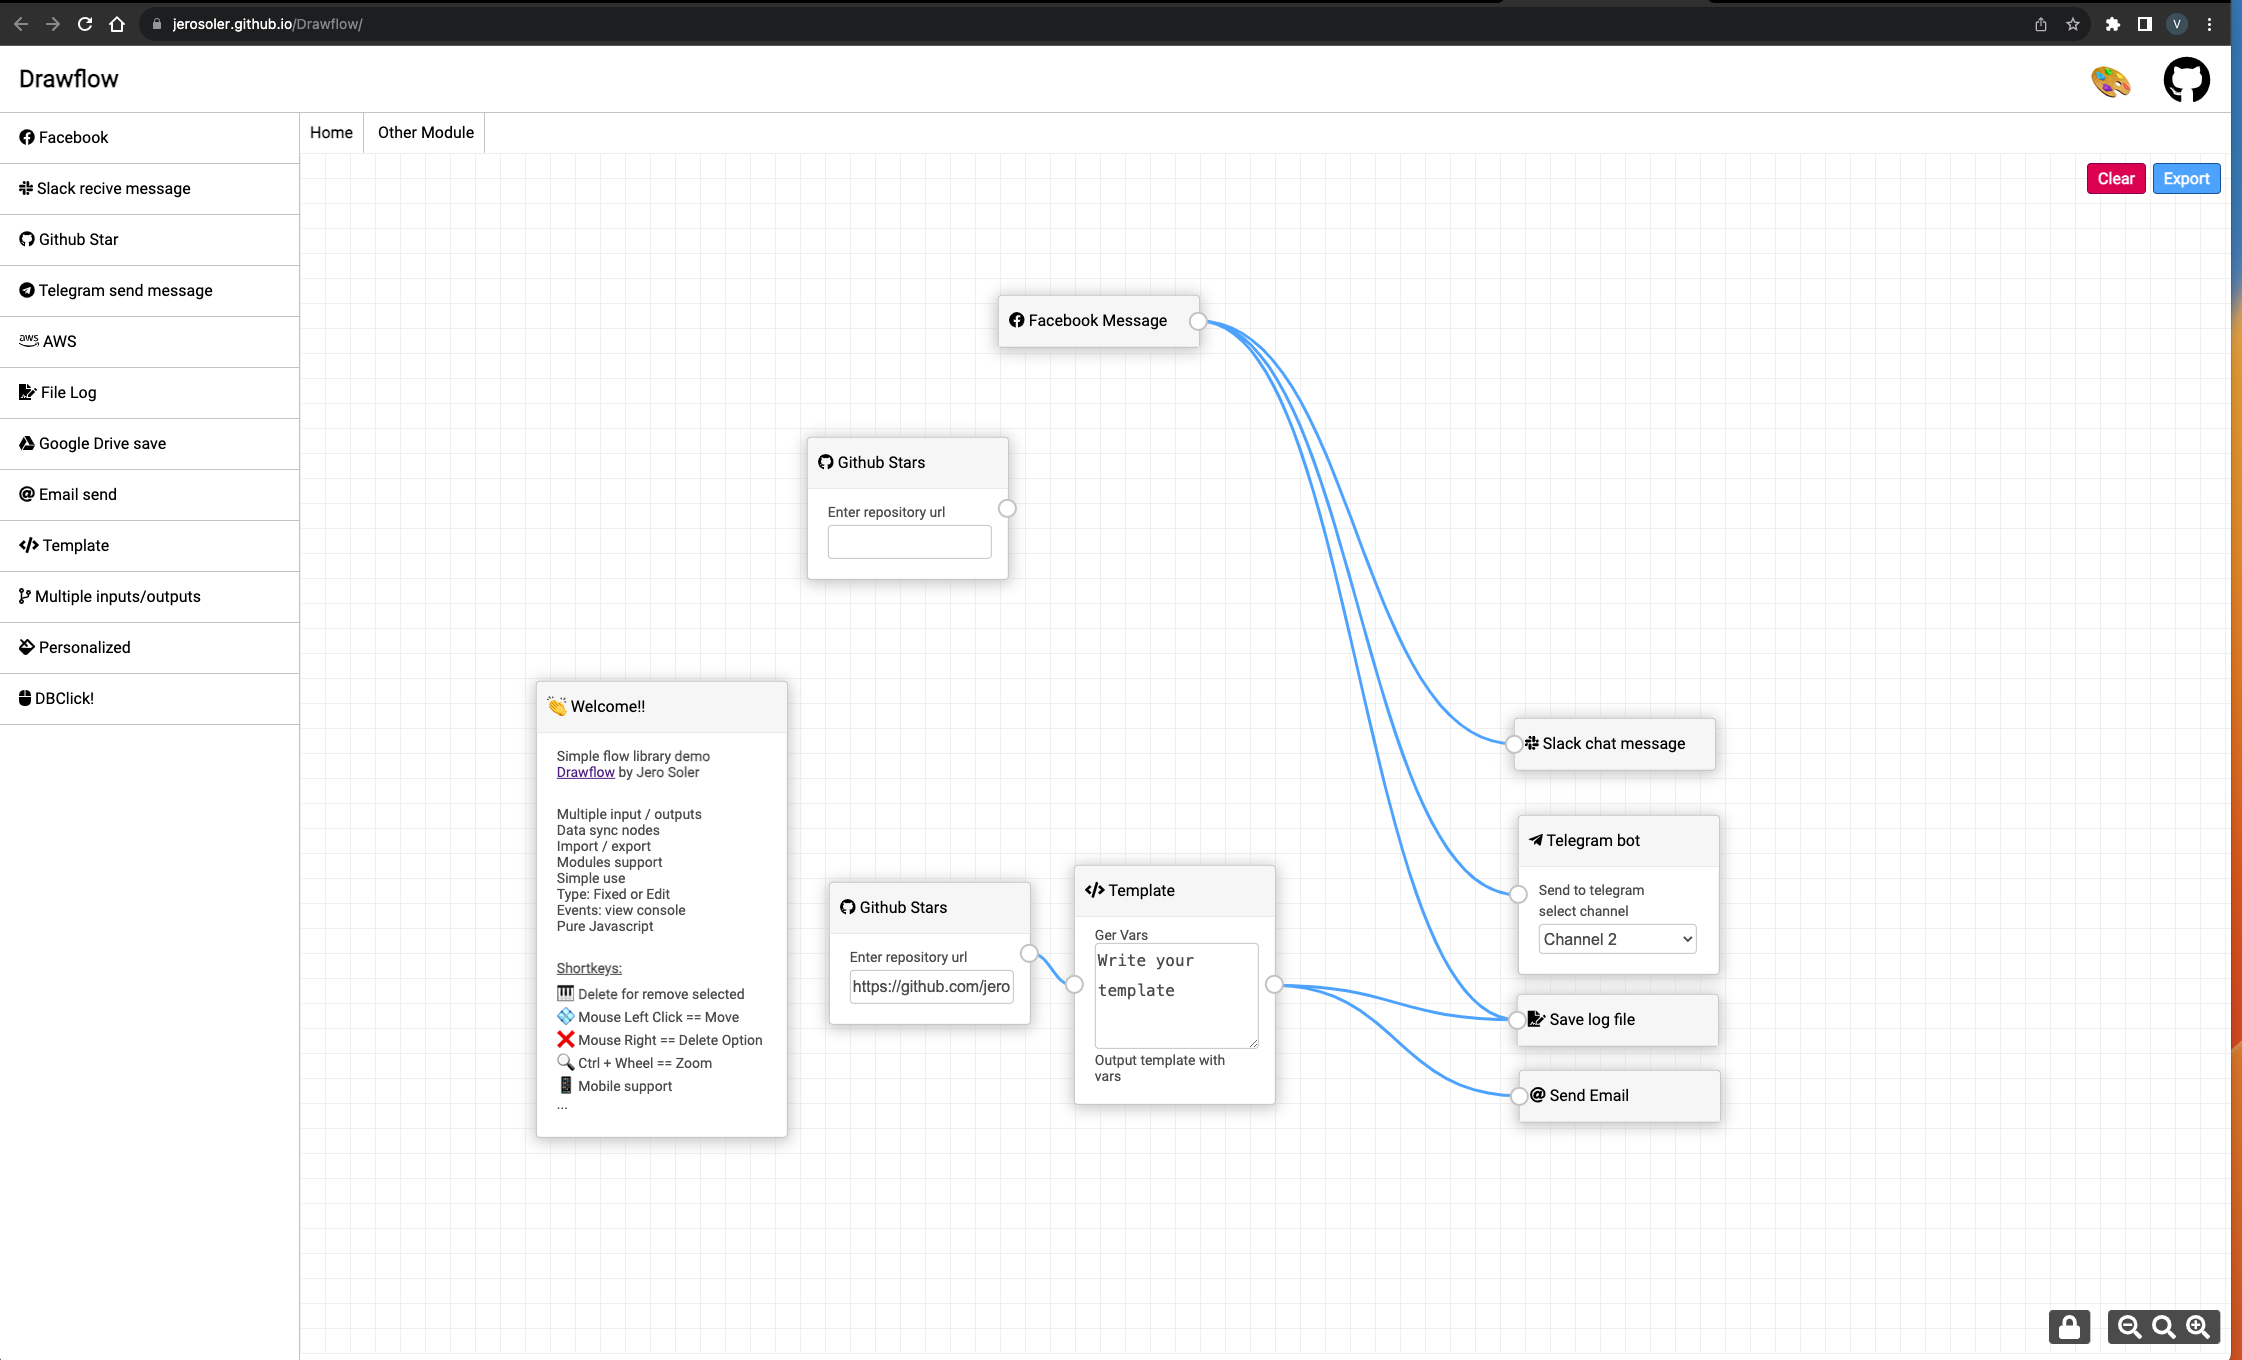 jerosoler.github.io/Drawflow/
V
Drawflow
Facebook
Slack recive message
Github Star
Telegram send message
aws AWS
File Log
Google Drive save
Email send
Template
Multiple inputs/outputs
Personalized
DBClick!
Home
Other Module
Clear
Export
Facebook Message
Github Stars
Enter repository url
Welcome!!
Simple flow library demo
Drawflow by Jero Soler
Multiple input / outputs
Data sync nodes
Import / export
Modules support
Simple use
Type: Fixed or Edit
Events: view console
Pure Javascript
Shortkeys:
Delete for remove selected
Mouse Left Click == Move
Mouse Right == Delete Option
Ctrl + Wheel == Zoom
Mobile support
...
Github Stars
Enter repository url
https://github.com/jero
Template
Ger Vars
Write your
template
Output template with
vars
Slack chat message
Telegram bot
Send to telegram
select channel
Channel 2
Save log file
Send Email